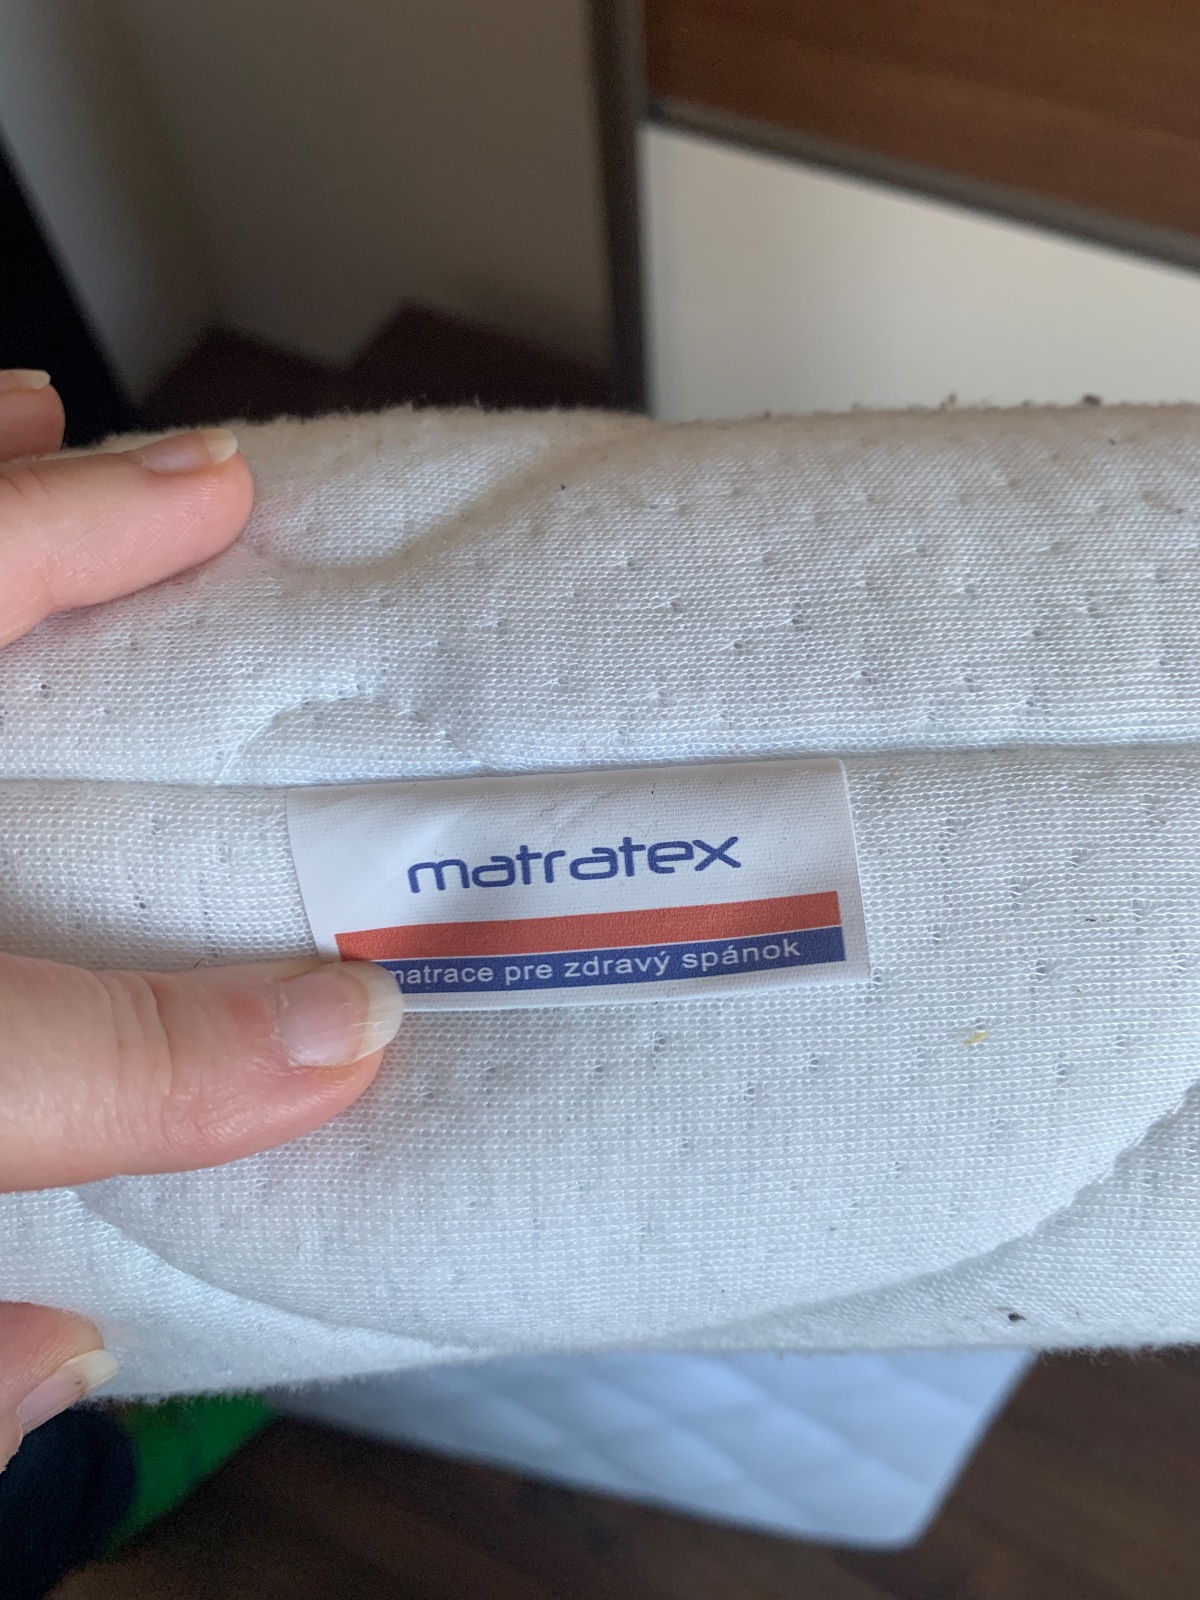 matratex
matrace pre zdravý spánok